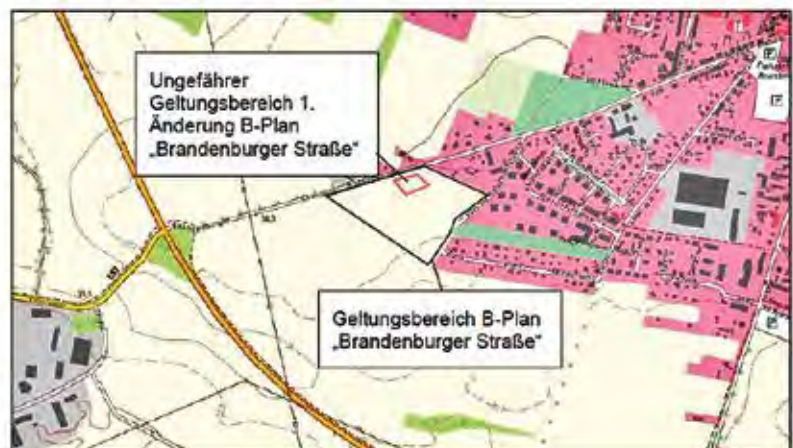 Ungefährer
Geltungsbereich 1.
Änderung B-Plan
„Brandenburger Straße“
Geltungsbereich B-Plan
„Brandenburger Straße“
P
P